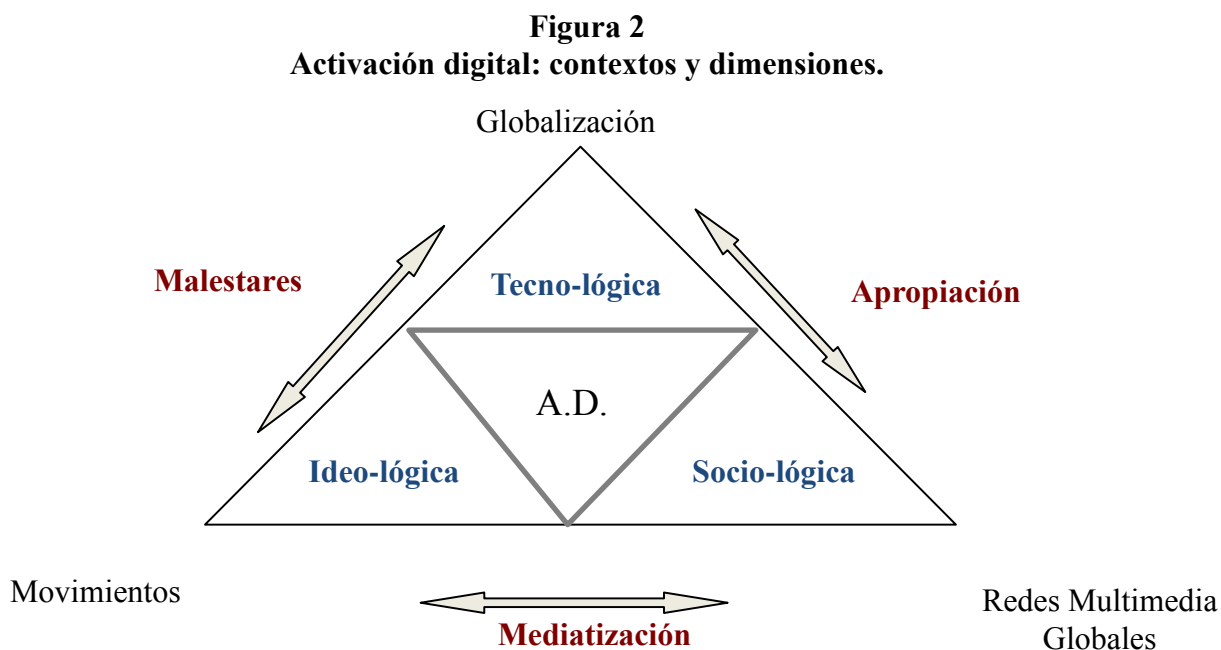 Figura 2
Activación digital: contextos y dimensiones.
Globalización
Malestares
Tecno-lógica
Apropiación
A.D.
Ideo-lógica
Socio-lógica
Movimientos
Mediatización
Redes Multimedia
Globales